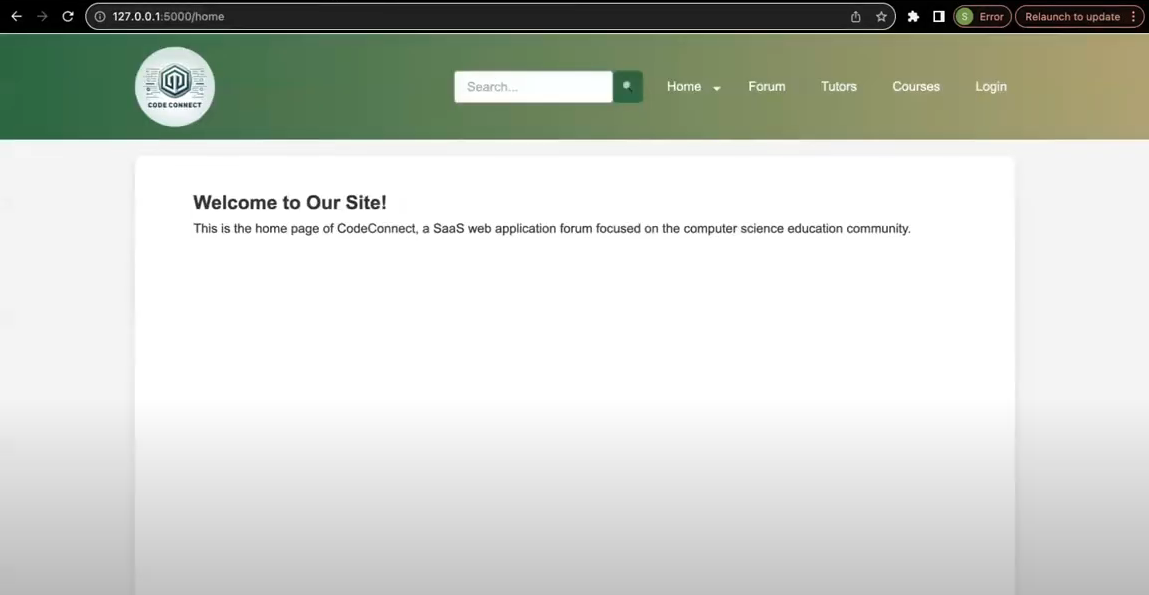 127.0.0.1:5000/home
S Error Relaunch to update
CODE CONNECT
Search...
Home Forum Tutors Courses Login
Welcome to Our Site!
This is the home page of CodeConnect, a SaaS web application forum focused on the computer science education community.